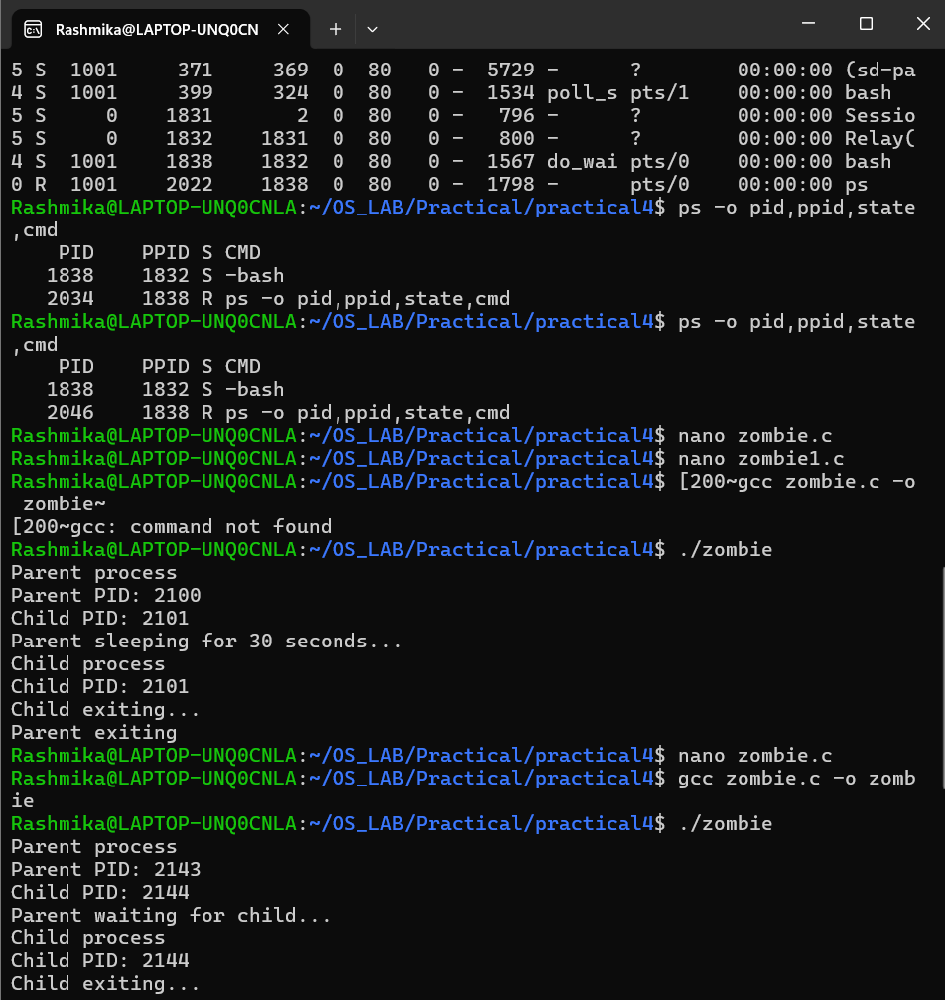 Rashmika@LAPTOP-UNQ0CN
5 S  1001     371     369  0  80   0 -  5729 -      ?        00:00:00 (sd-pa
4 S  1001     399     324  0  80   0 -  1534 poll_s pts/1    00:00:00 bash
5 S     0    1831       2  0  80   0 -   796 -      ?        00:00:00 Sessio
5 S     0    1832    1831  0  80   0 -   800 -      ?        00:00:00 Relay(
4 S  1001    1838    1832  0  80   0 -  1567 do_wai pts/0    00:00:00 bash
0 R  1001    2022    1838  0  80   0 -  1798 -      pts/0    00:00:00 ps
Rashmika@LAPTOP-UNQ0CNLA:~/OS_LAB/Practical/practical4$ ps -o pid,ppid,state
,cmd
    PID    PPID S CMD
   1838    1832 S -bash
   2034    1838 R ps -o pid,ppid,state,cmd
Rashmika@LAPTOP-UNQ0CNLA:~/OS_LAB/Practical/practical4$ ps -o pid,ppid,state
,cmd
    PID    PPID S CMD
   1838    1832 S -bash
   2046    1838 R ps -o pid,ppid,state,cmd
Rashmika@LAPTOP-UNQ0CNLA:~/OS_LAB/Practical/practical4$ nano zombie.c
Rashmika@LAPTOP-UNQ0CNLA:~/OS_LAB/Practical/practical4$ nano zombie1.c
Rashmika@LAPTOP-UNQ0CNLA:~/OS_LAB/Practical/practical4$ [200~gcc zombie.c -o
 zombie~
[200~gcc: command not found
Rashmika@LAPTOP-UNQ0CNLA:~/OS_LAB/Practical/practical4$ ./zombie
Parent process
Parent PID: 2100
Child PID: 2101
Parent sleeping for 30 seconds...
Child process
Child PID: 2101
Child exiting...
Parent exiting
Rashmika@LAPTOP-UNQ0CNLA:~/OS_LAB/Practical/practical4$ nano zombie.c
Rashmika@LAPTOP-UNQ0CNLA:~/OS_LAB/Practical/practical4$ gcc zombie.c -o zomb
ie
Rashmika@LAPTOP-UNQ0CNLA:~/OS_LAB/Practical/practical4$ ./zombie
Parent process
Parent PID: 2143
Child PID: 2144
Parent waiting for child...
Child process
Child PID: 2144
Child exiting...